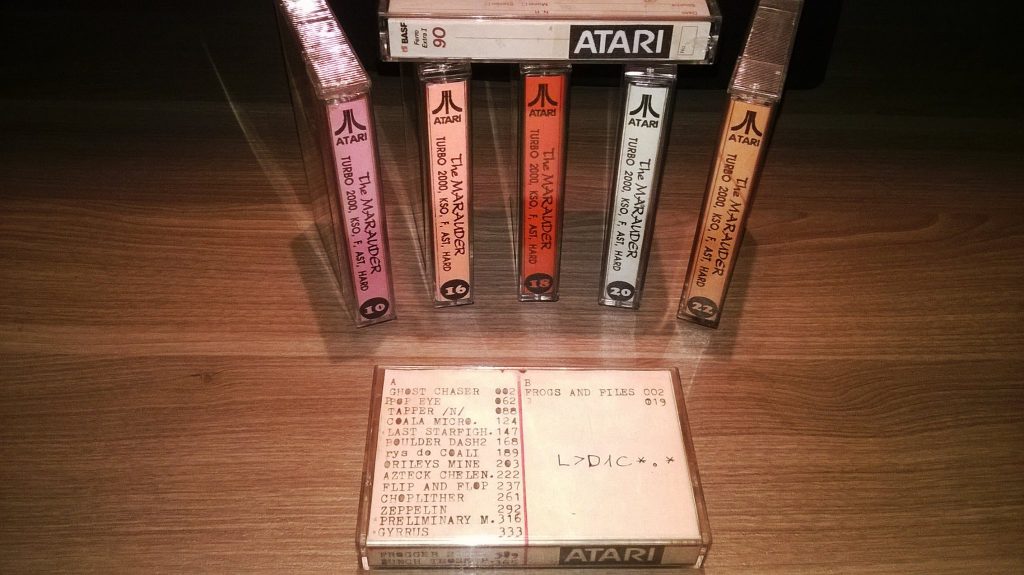 BASF
Ferro
Extra I
90
ATARI
ATARI
The MARAUDER
TURBO 2000, KSO, F, AST, HARD
10
ATARI
The MARAUDER
TURBO 2000, KSO, F, AST, HARD
16
ATARI
The MARAUDER
TURBO 2000, KSO, F, AST, HARD
18
ATARI
The MARAUDER
TURBO 2000, KSO, F, AST, HARD
20
ATARI
The MARAUDER
TURBO 2000, KSO, F, AST, HARD
22
A
GHOST CHASER 002
POP EYE 062
TAPPER /N/ 088
COALA MICRO. 124
LAST STARFIGH. 147
BOULDER DASH2 168
rys do COALI 189
ORILEYS MINE 203
AZTECK CHELEN. 222
FLIP AND FLOP 237
CHOPLITHER 261
ZEPPELIN 292
PRELIMINARY M. 316
GYRRUS 333
B
FROGS AND FILES 002
019
L>D1C*.*
FROGGER
ATARI